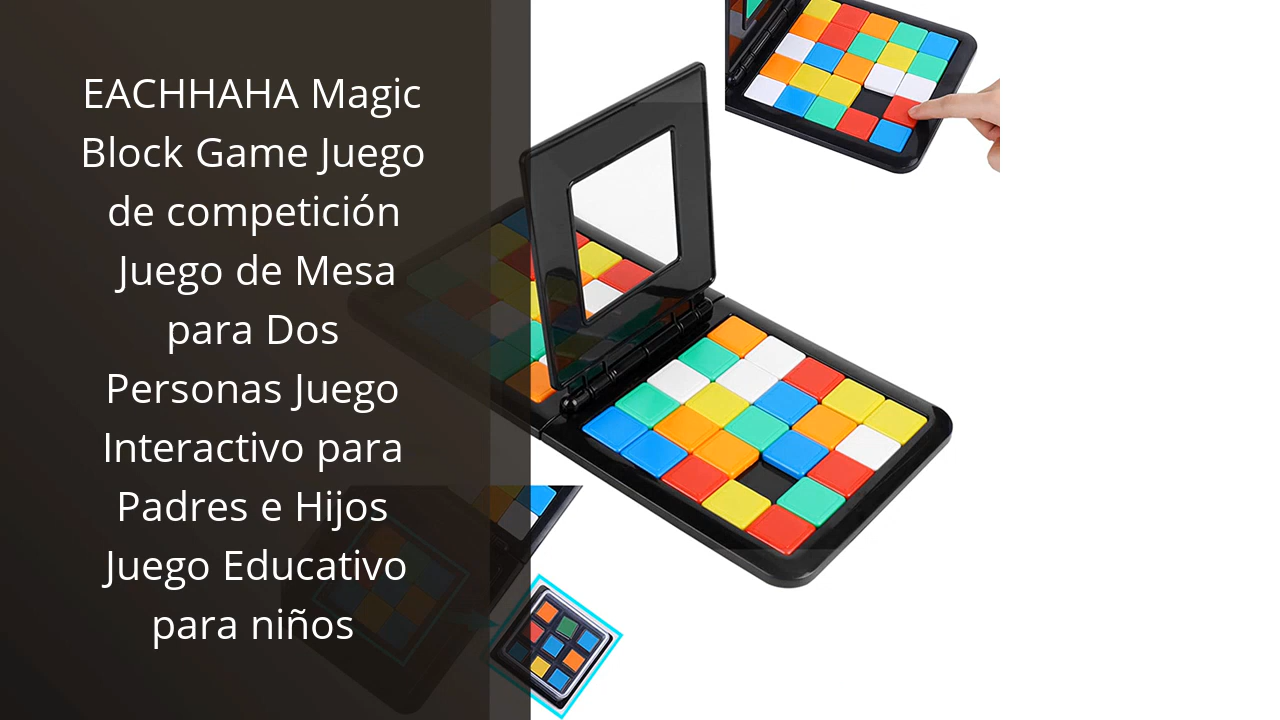 EACHHAHA Magic
Block Game Juego
de competición
Juego de Mesa
para Dos
Personas Juego
Interactivo para
Padres e Hijos
Juego Educativo
para niños